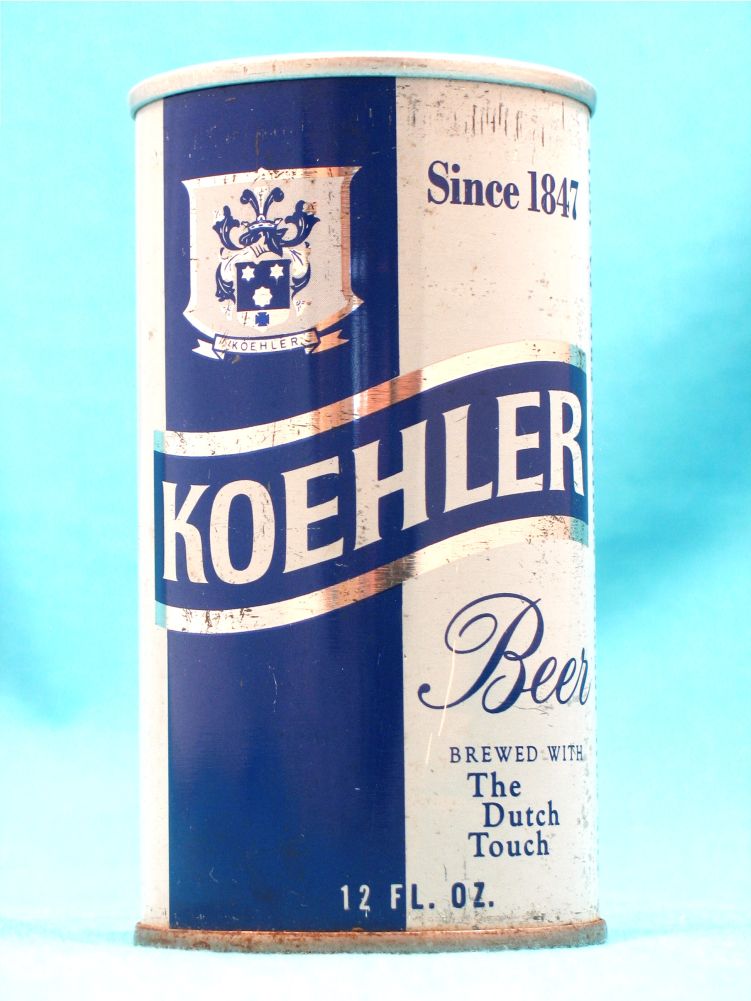 Since 1847
KOEHLER
KOEHLER
Beer
BREWED WITH
The
Dutch
Touch
12 FL. OZ.